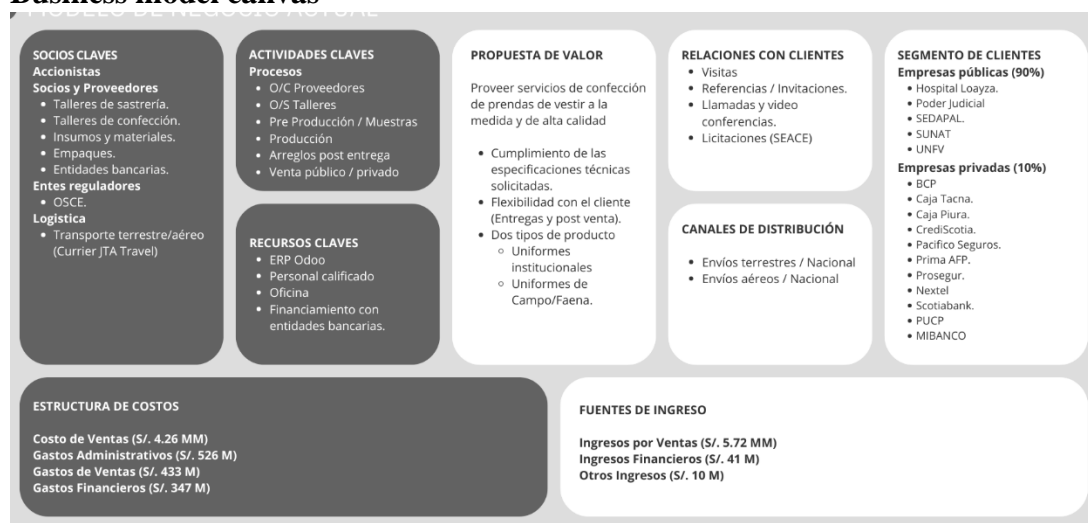 Business model canvas
MODELO DE NEGOCIO ACTUAL
SOCIOS CLAVES
Accionistas
Socios y Proveedores
• Talleres de sastrería.
• Talleres de confección.
• Insumos y materiales.
• Empaques.
• Entidades bancarias.
Entes reguladores
• OSCE.
Logistica
• Transporte terrestre/aéreo
(Currier JTA Travel)
ACTIVIDADES CLAVES
Procesos
• O/C Proveedores
• O/S Talleres
• Pre Producción / Muestras
• Producción
• Arreglos post entrega
• Venta público / privado
RECURSOS CLAVES
• ERP Odoo
• Personal calificado
• Oficina
• Financiamiento con
entidades bancarias.
PROPUESTA DE VALOR
Proveer servicios de confección
de prendas de vestir a la
medida y de alta calidad
• Cumplimiento de las
especificaciones técnicas
solicitadas.
• Flexibilidad con el cliente
(Entregas y post venta).
• Dos tipos de producto
○ Uniformes
institucionales
○ Uniformes de
Campo/Faena.
RELACIONES CON CLIENTES
• Visitas
• Referencias / Invitaciones.
• Llamadas y video
conferencias.
• Licitaciones (SEACE)
CANALES DE DISTRIBUCIÓN
• Envíos terrestres / Nacional
• Envíos aéreos / Nacional
SEGMENTO DE CLIENTES
Empresas públicas (90%)
• Hospital Loayza.
• Poder Judicial
• SEDAPAL.
• SUNAT
• UNFV
Empresas privadas (10%)
• BCP
• Caja Tacna.
• Caja Piura.
• CrediScotia.
• Pacifico Seguros.
• Prima AFP.
• Prosegur.
• Nextel
• Scotiabank.
• PUCP
• MIBANCO
ESTRUCTURA DE COSTOS
Costo de Ventas (S/. 4.26 MM)
Gastos Administrativos (S/. 526 M)
Gastos de Ventas (S/. 433 M)
Gastos Financieros (S/. 347 M)
FUENTES DE INGRESO
Ingresos por Ventas (S/. 5.72 MM)
Ingresos Financieros (S/. 41 M)
Otros Ingresos (S/. 10 M)